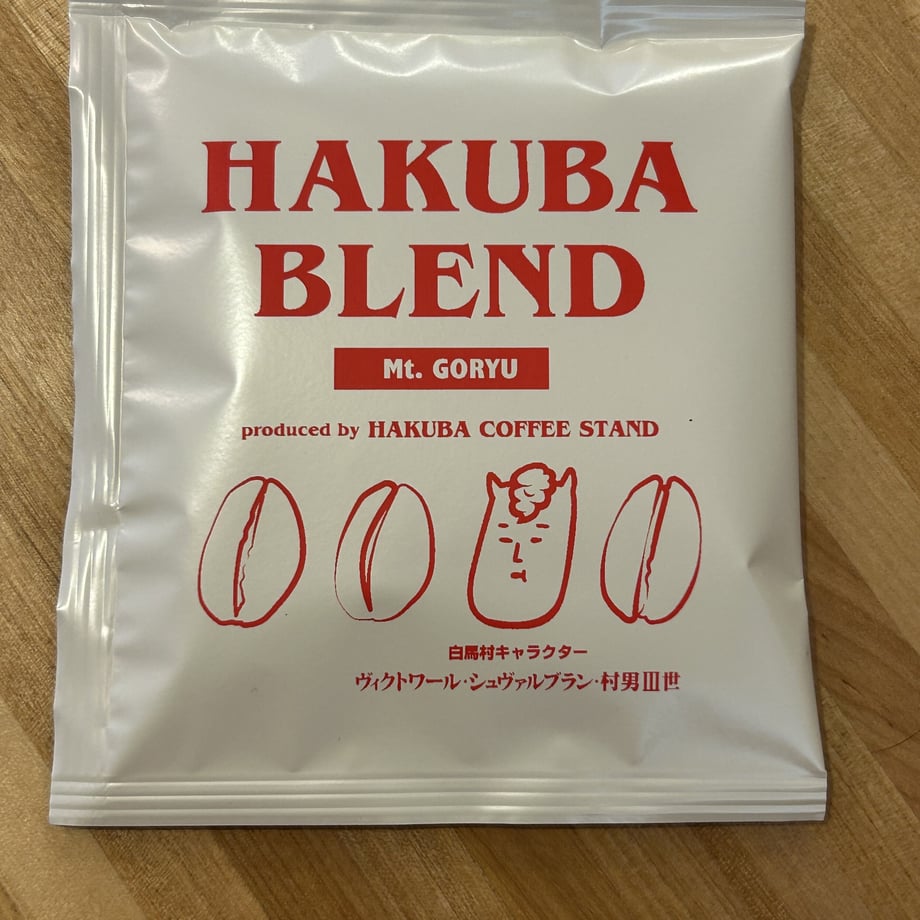 HAKUBA
BLEND
Mt. GORYU
produced by HAKUBA COFFEE STAND
白馬村キャラクター
ヴィクトワール・シュヴァルブラン・村男Ⅲ世